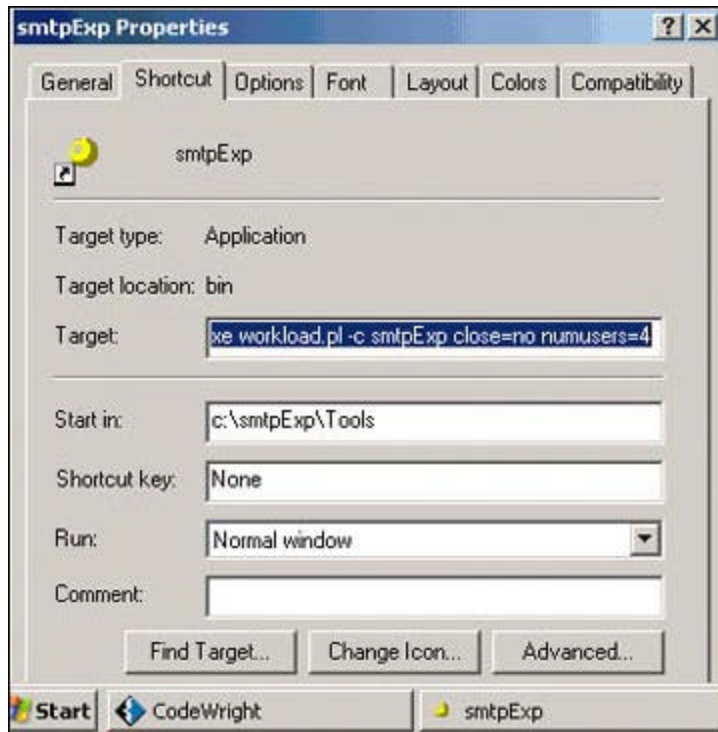 smtpExp Properties
General Shortcut Options Font Layout Colors Compatibility
smtpExp
Target type: Application
Target location: bin
Target: xe workload.pl -c smtpExp close=no numusers=4
Start in: c:\smtpExp\Tools
Shortcut key: None
Run: Normal window
Comment:
Find Target... Change Icon... Advanced...
Start CodeWright smtpExp